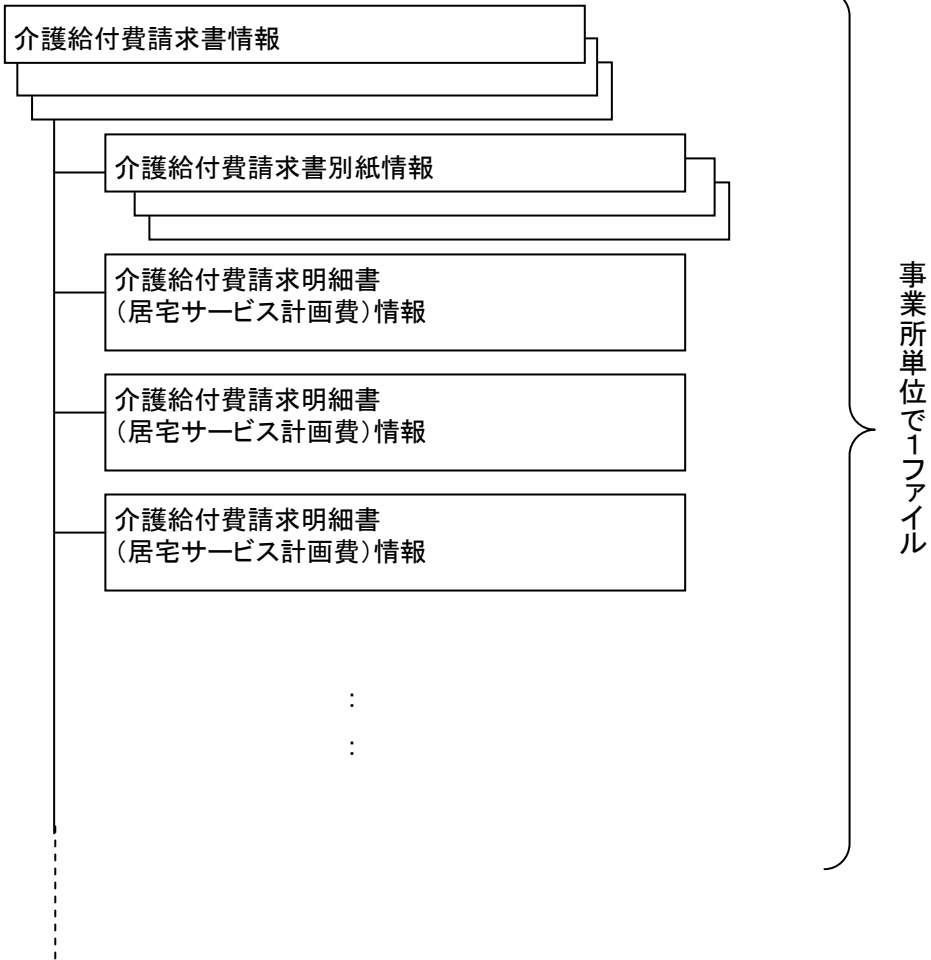 介護給付費請求書情報
介護給付費請求書別紙情報
介護給付費請求明細書
（居宅サービス計画費）情報
介護給付費請求明細書
（居宅サービス計画費）情報
介護給付費請求明細書
（居宅サービス計画費）情報
：
：
事業所単位で１ファイル